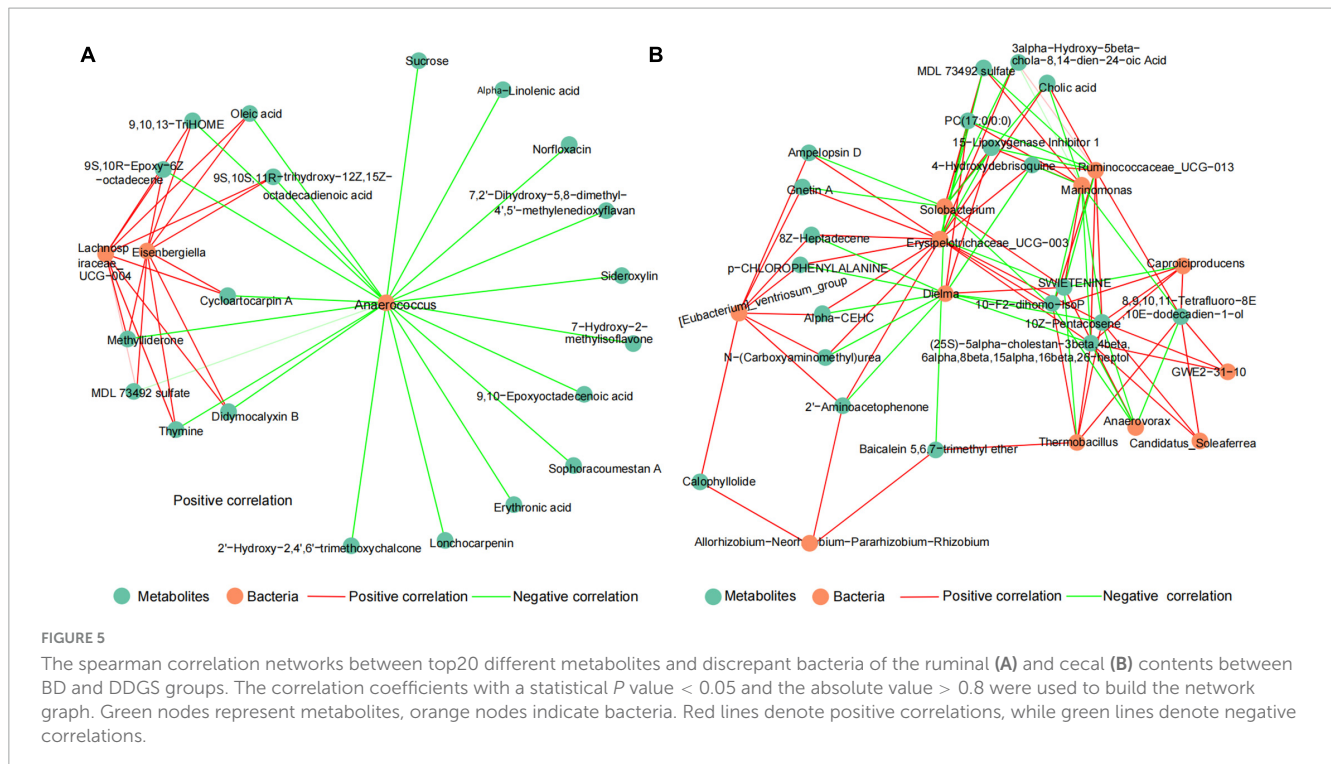 A
B
Sucrose
Alpha-Linolenic acid
Oleic acid
9,10,13-TriHOME
Norfloxacin
9S,10R-Epoxy-6Z
-octadecene
9S,10S,11R-trihydroxy-12Z,15Z-
octadecadienoic acid
7,2'-Dihydroxy-5,8-dimethyl-
4',5'-methylenedioxyflavan
Lachnosp
iraceae_
UCG-004
Eisenbergiella
Sideroxylin
Cycloartocarpin A
Anaerococcus
Methyllderone
7-Hydroxy-2-
methylisoflavone
MDL 73492 sulfate
9,10-Epoxyoctadecenoic acid
Didymocalyxin B
Thymine
Sophoracoumestan A
Positive correlation
Erythronic acid
2'-Hydroxy-2,4',6'-trimethoxychalcone
Lonchocarpenin
Metabolites Bacteria Positive correlation Negative correlation
3alpha-Hydroxy-5beta-
chola-8,14-dien-24-oic Acid
MDL 73492 sulfate
Cholic acid
PC(17:0/0:0)
15-Lipoxygenase Inhibitor 1
Ampelopsin D
4-Hydroxydebrisoquine
Ruminococcaceae_UCG-013
Gnetin A
Marinomonas
Solobacterium
8Z-Heptadecene
Erysipelotrichaceae_UCG-003
p-CHLOROPHENYLALANINE
Caproiciproducens
SWIETENINE
[Eubacterium]_ventriosum_group
Dielma
10-F2-dihomo-IsoP
8,9,10,11-Tetrafluoro-8E
,10E-dodecadien-1-ol
Alpha-CEHC
10Z-Pentacosene
(25S)-5alpha-cholestan-3beta,4beta,
6alpha,8beta,15alpha,16beta,26-heptol
N-(Carboxyaminomethyl)urea
GWE2-31-10
2'-Aminoacetophenone
Anaerovorax
Baicalein 5,6,7-trimethyl ether
Thermobacillus
Candidatus_Soleaferrea
Calophyllolide
Allorhizobium-Neorhizobium-Pararhizobium-Rhizobium
Metabolites Bacteria Positive correlation Negative correlation
FIGURE 5
The spearman correlation networks between top20 different metabolites and discrepant bacteria of the ruminal (A) and cecal (B) contents between
BD and DDGS groups. The correlation coefficients with a statistical P value < 0.05 and the absolute value > 0.8 were used to build the network
graph. Green nodes represent metabolites, orange nodes indicate bacteria. Red lines denote positive correlations, while green lines denote negative
correlations.